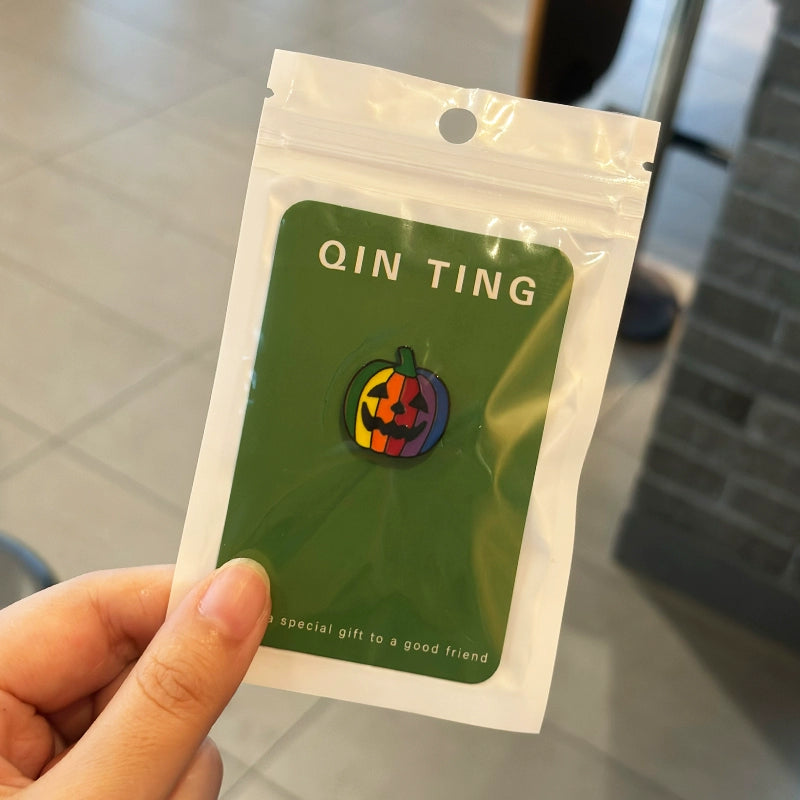 QIN TING
a special gift to a good friend